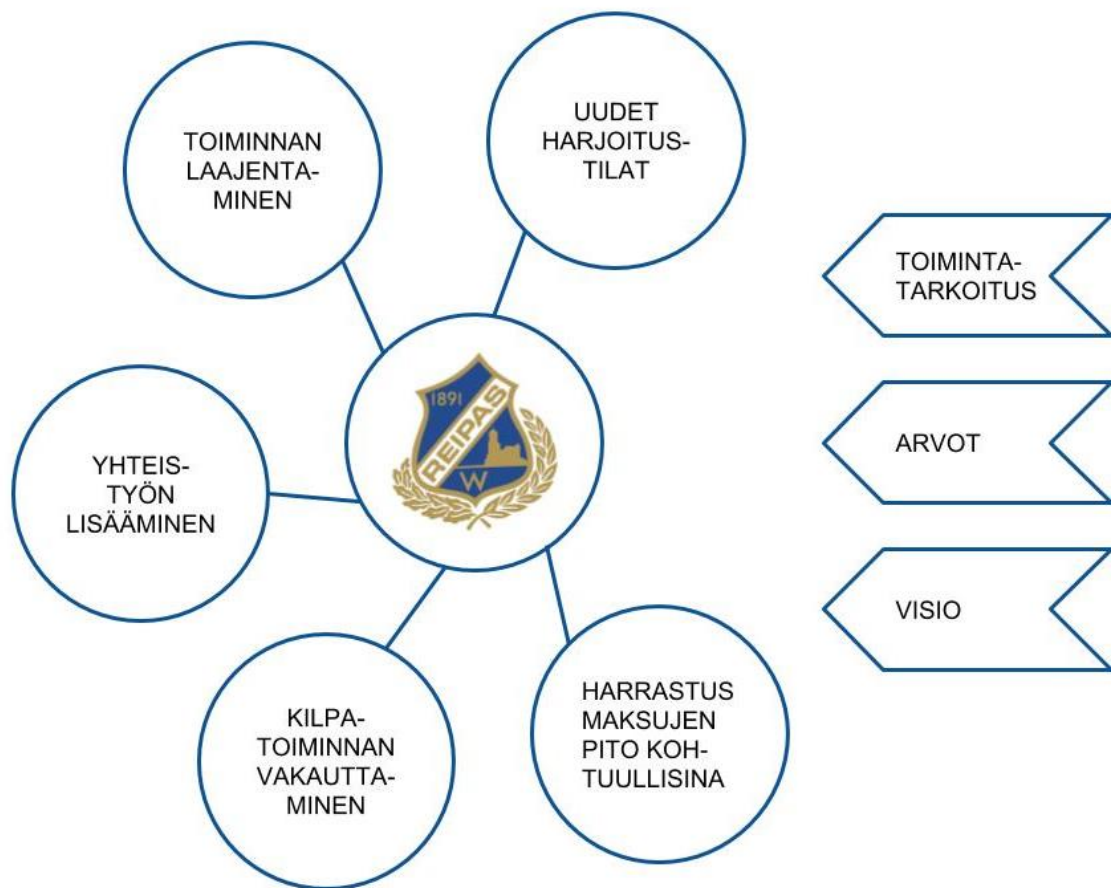 TOIMINNAN
LAAJENTA-
MINEN
UUDET
HARJOITUS-
TILAT
TOIMINTA-
TARKOITUS
1891
REIPAS
W
ARVOT
YHTEIS-
TYÖN
LISÄÄMINEN
VISIO
KILPA-
TOIMINNAN
VAKAUTTA-
MINEN
HARRASTUS
MAKSUJEN
PITO KOH-
TUULLISINA